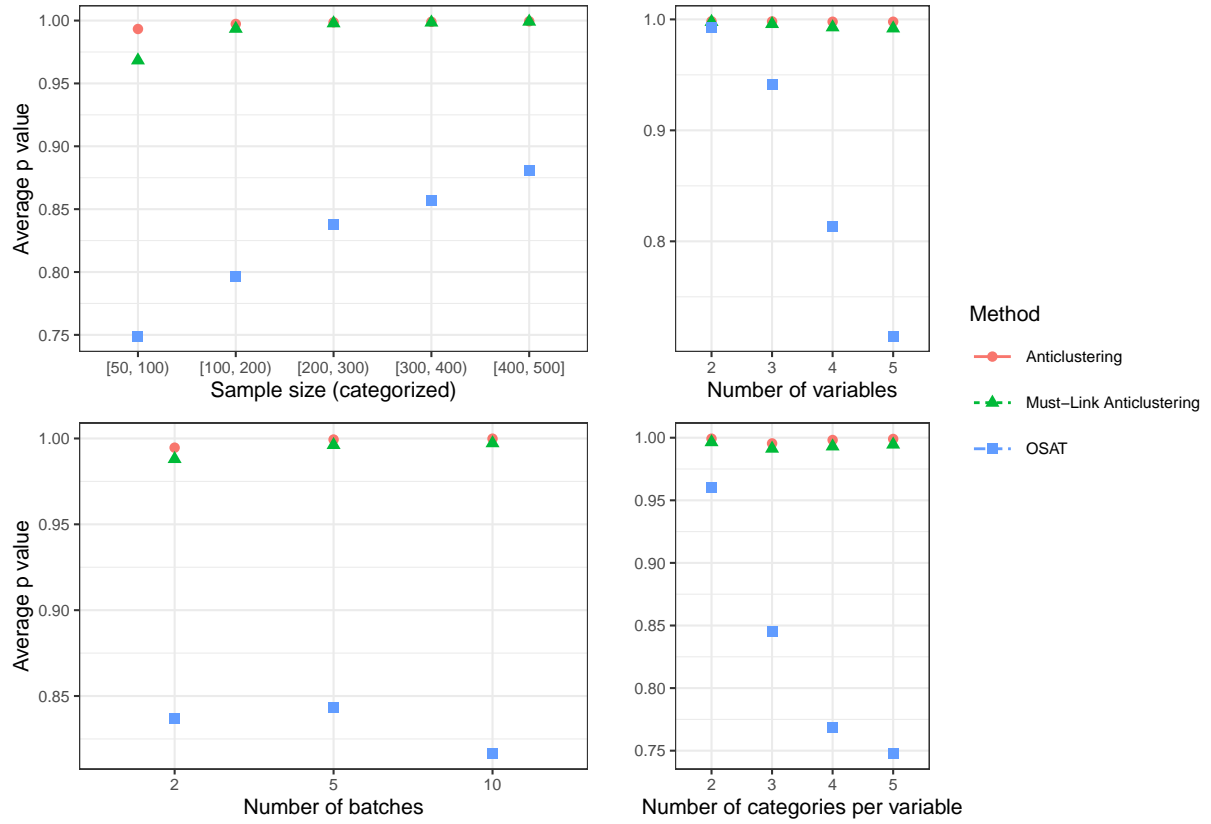 Average p value
1.00
0.95
0.90
0.85
0.80
0.75
[50, 100) [100, 200) [200, 300) [300, 400) [400, 500]
Sample size (categorized)
1.0
0.9
0.8
2 3 4 5
Number of variables
Average p value
1.00
0.95
0.90
0.85
2 5 10
Number of batches
1.00
0.95
0.90
0.85
0.80
0.75
2 3 4 5
Number of categories per variable
Method
Anticlustering
Must−Link Anticlustering
OSAT